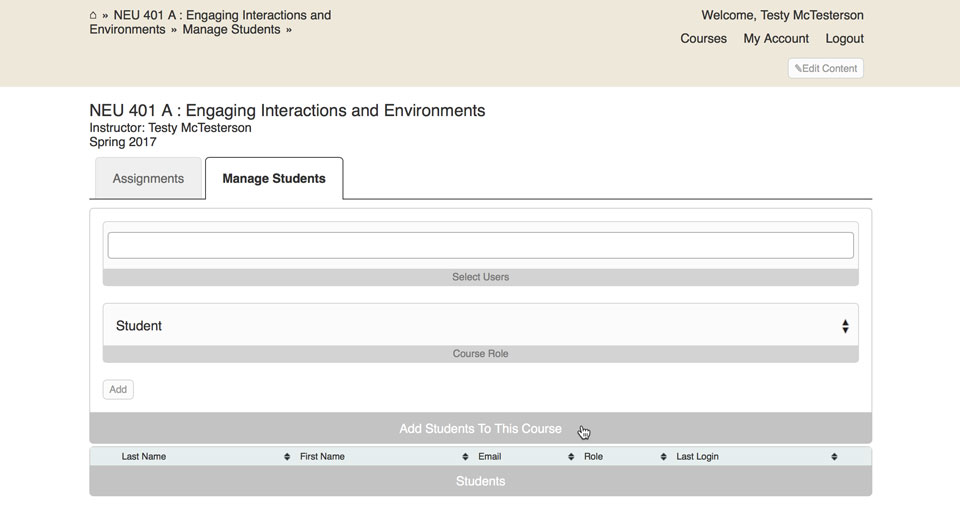 ⌂ » NEU 401 A : Engaging Interactions and
Environments » Manage Students »
Welcome, Testy McTesterson
Courses My Account Logout
✎Edit Content
NEU 401 A : Engaging Interactions and Environments
Instructor: Testy McTesterson
Spring 2017
Assignments Manage Students
Select Users
Student
Course Role
Add
Add Students To This Course
Last Name First Name Email Role Last Login
Students